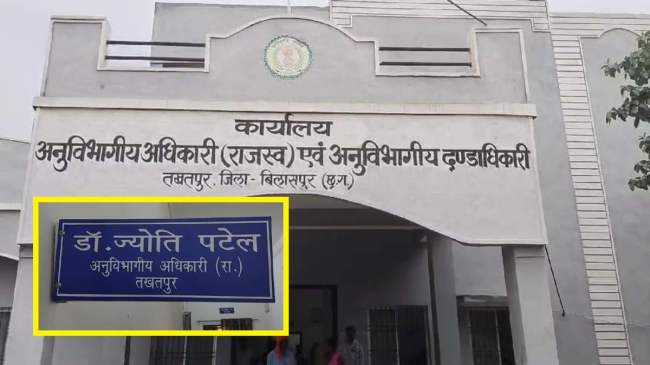 कार्यालय
अनुविभागीय अधिकारी (राजस्व) एवं अनुविभागीय दण्डाधिकारी
तखतपुर, जिला - बिलासपुर (छ.ग.)
डॉ. ज्योति पटेल
अनुविभागीय अधिकारी (रा.)
तखतपुर